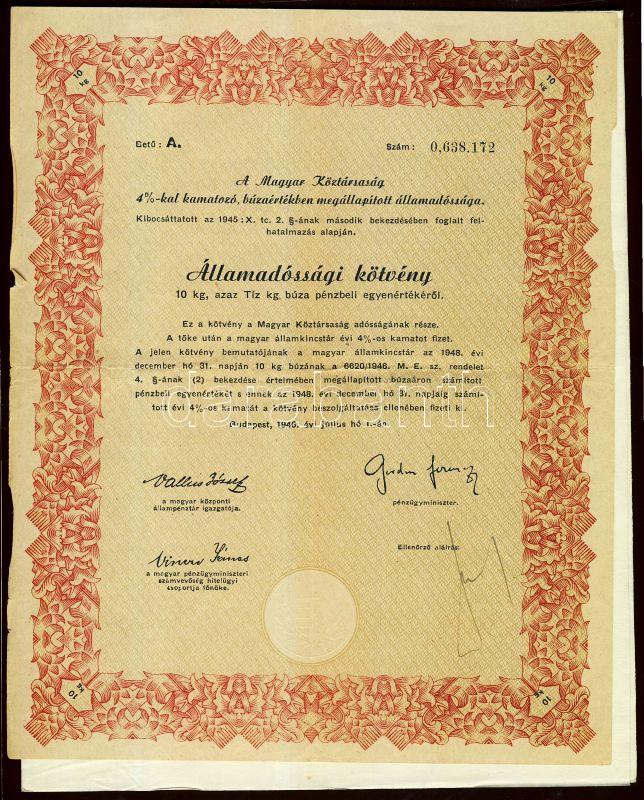 10 kg
10 kg
Betű : A.
Szám : 0,638.172
A Magyar Köztársaság
4%-kal kamatozó, búzaértékben megállapított államadóssága.
Kibocsáttatott az 1945 : X. tc. 2. §-ának második bekezdésében foglalt fel-
hatalmazás alapján.
Államadóssági kötvény
10 kg, azaz Tíz kg búza pénzbeli egyenértékéről.
Ez a kötvény a Magyar Köztársaság adósságának része.
A tőke után a magyar államkincstár évi 4%-os kamatot fizet.
A jelen kötvény bemutatójának a magyar államkincstár az 1948. évi
december hó 31. napján 10 kg búzának a 6620/1946. M. E. sz. rendelet
4. §-ának (2) bekezdése értelmében megállapított búzaáron számított
pénzbeli egyenértékét s ennek az 1948. évi december hó 31. napjáig számí-
tott évi 4%-os kamatát a kötvény beszolgáltatása ellenében fizeti ki.
Budapest, 1946. évi július hó 1.-én.
darabanth
a magyar központi
állampénztár igazgatója.
pénzügyminiszter.
Ellenőrző aláírás:
a magyar pénzügyminiszteri
számvevőség hitelügyi
csoportja főnöke.
10 kg
10 kg